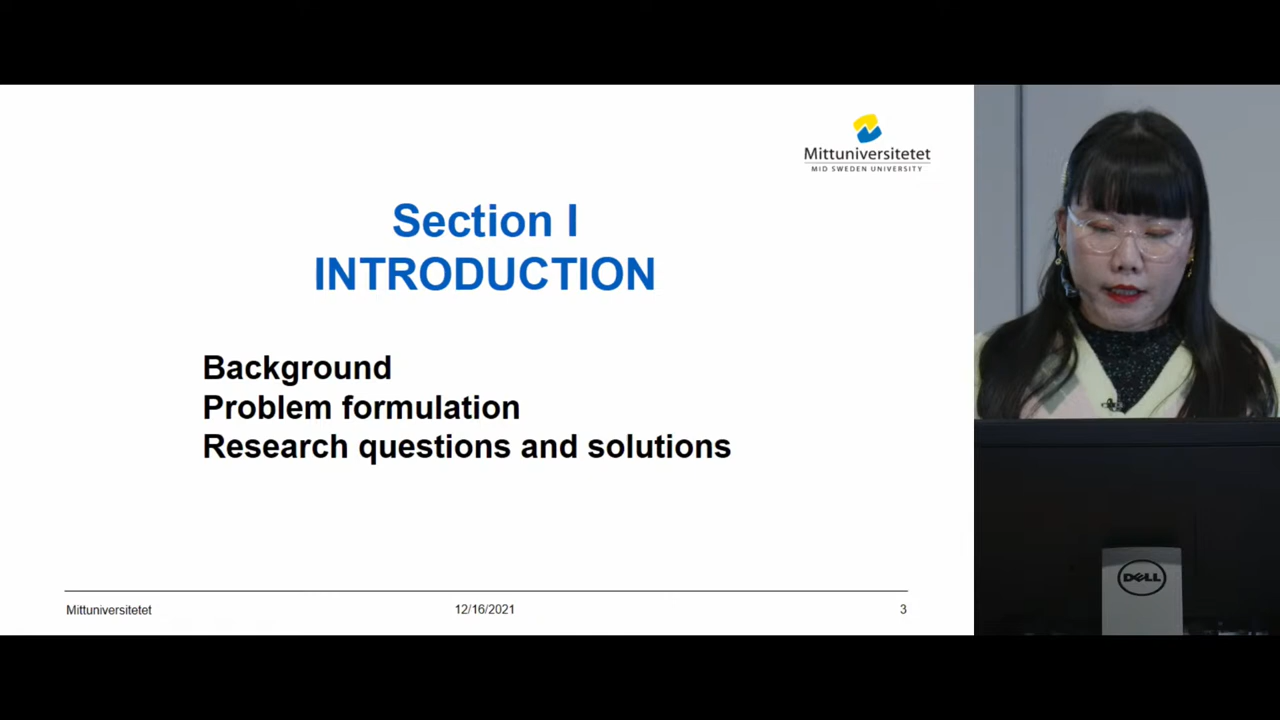 Mittuniversitetet
MID SWEDEN UNIVERSITY
Section I
INTRODUCTION
Background
Problem formulation
Research questions and solutions
Mittuniversitetet
12/16/2021
3
DELL